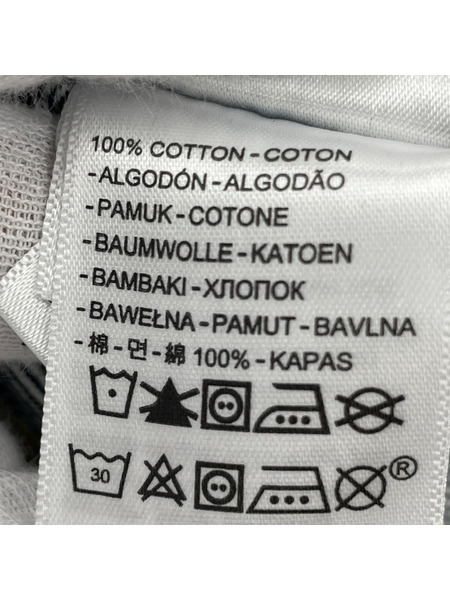 100% COTTON - COTON
- ALGODÓN - ALGODÃO
- PAMUK - COTONE
- BAUMWOLLE - KATOEN
- BAMBAKI - ХЛОПОК
- BAWEŁNA - PAMUT - BAVLNA
- 棉 - 면 - 綿 100% - KAPAS
30 ®